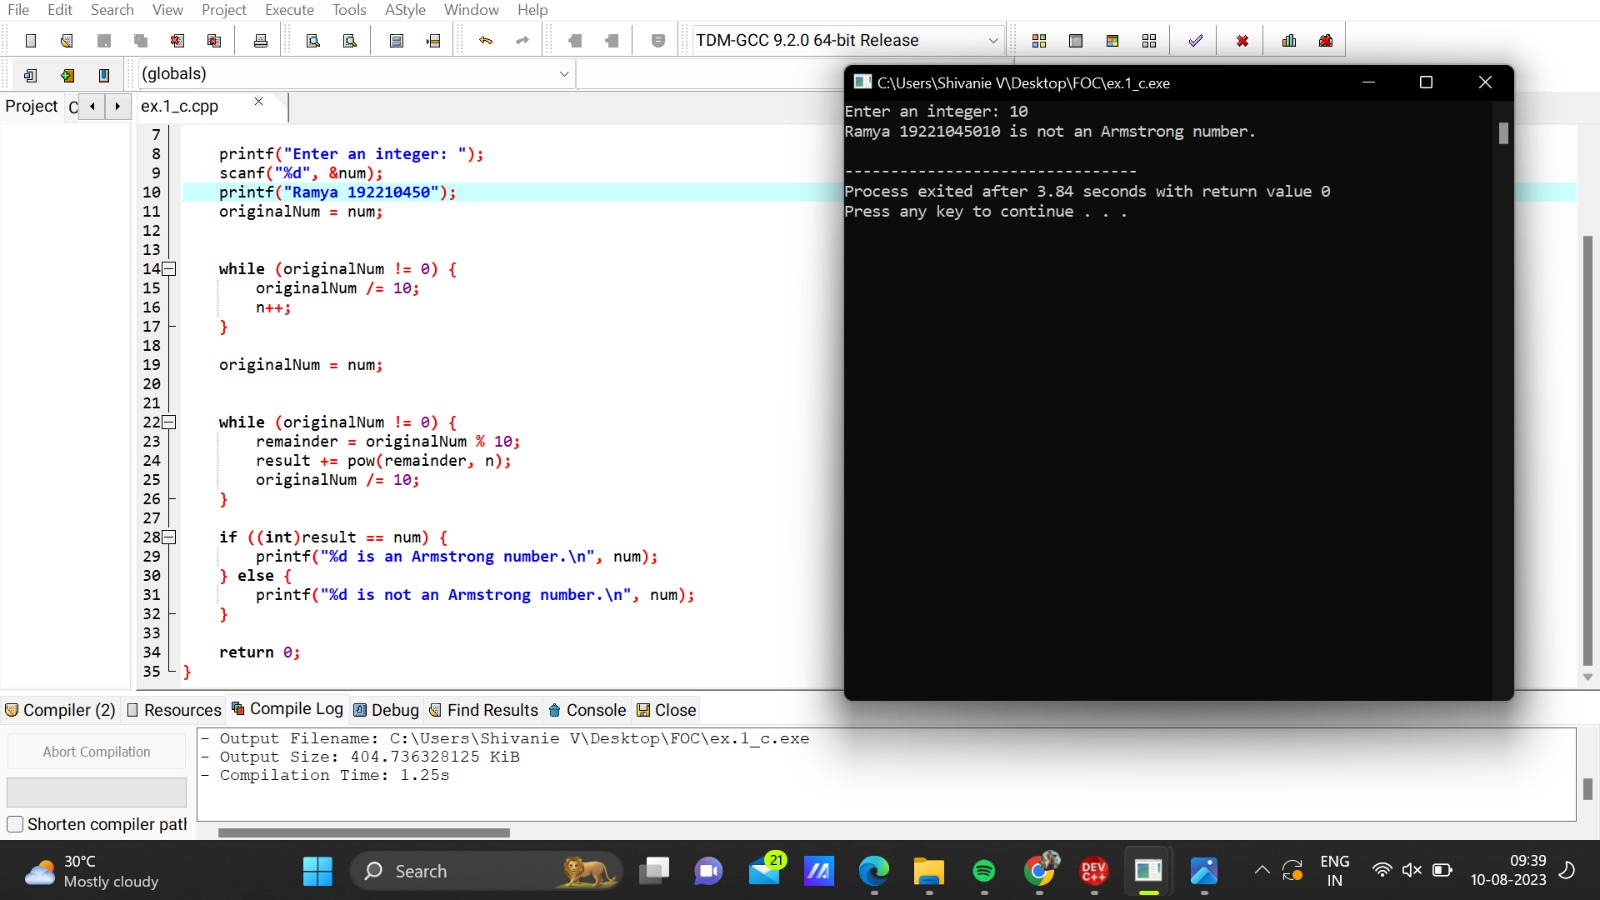 File Edit Search View Project Execute Tools AStyle Window Help
TDM-GCC 9.2.0 64-bit Release
(globals)
Project C
ex.1_c.cpp
7
8 printf("Enter an integer: ");
9 scanf("%d", &num);
10 printf("Ramya 192210450");
11 originalNum = num;
12
13
14 while (originalNum != 0) {
15 originalNum /= 10;
16 n++;
17 }
18
19 originalNum = num;
20
21
22 while (originalNum != 0) {
23 remainder = originalNum % 10;
24 result += pow(remainder, n);
25 originalNum /= 10;
26 }
27
28 if ((int)result == num) {
29 printf("%d is an Armstrong number.\n", num);
30 } else {
31 printf("%d is not an Armstrong number.\n", num);
32 }
33
34 return 0;
35 }
C:\Users\Shivanie V\Desktop\FOC\ex.1_c.exe
Enter an integer: 10
Ramya 19221045010 is not an Armstrong number.
--------------------------------
Process exited after 3.84 seconds with return value 0
Press any key to continue . . .
Compiler (2) Resources Compile Log Debug Find Results Console Close
Abort Compilation
Shorten compiler path
- Output Filename: C:\Users\Shivanie V\Desktop\FOC\ex.1_c.exe
- Output Size: 404.736328125 KiB
- Compilation Time: 1.25s
30°C
Mostly cloudy
Search
21
DEV
C++
ENG
IN
09:39
10-08-2023